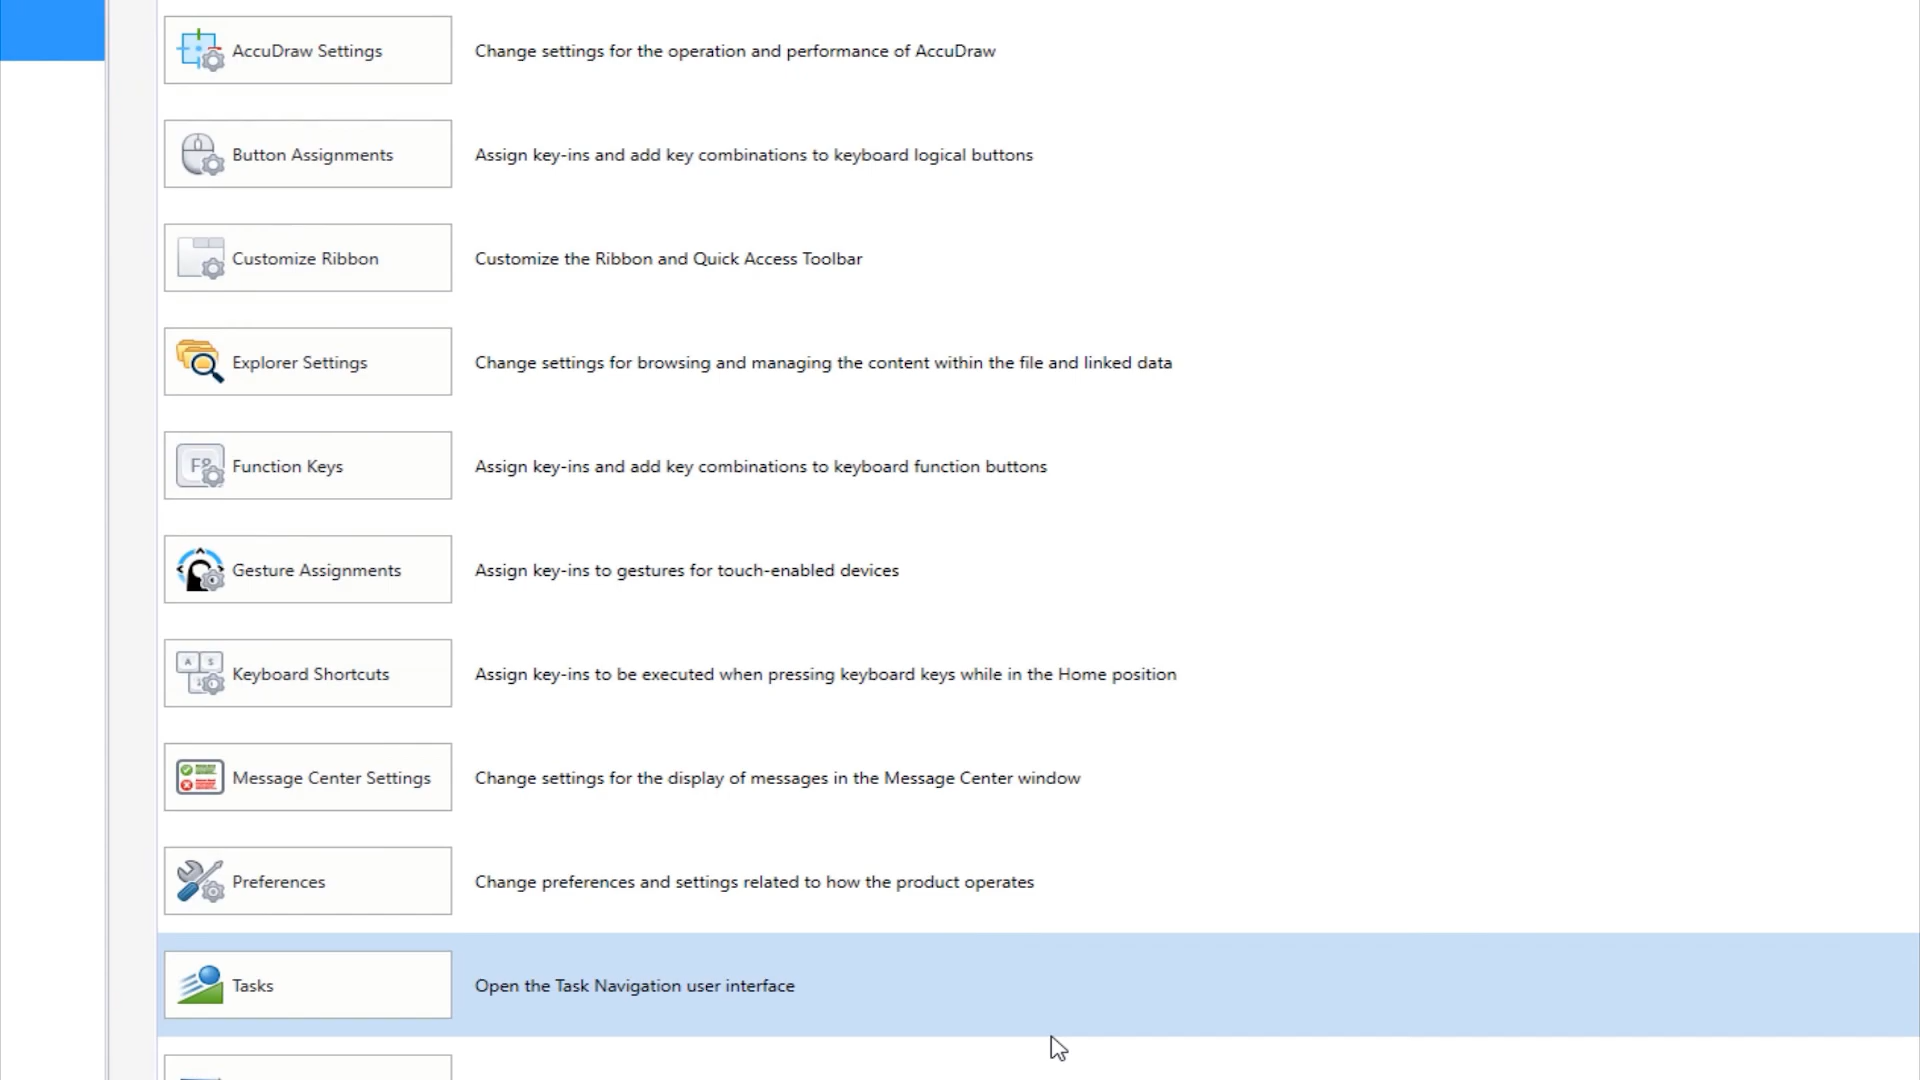 AccuDraw Settings Change settings for the operation and performance of AccuDraw
Button Assignments Assign key-ins and add key combinations to keyboard logical buttons
Customize Ribbon Customize the Ribbon and Quick Access Toolbar
Explorer Settings Change settings for browsing and managing the content within the file and linked data
Function Keys Assign key-ins and add key combinations to keyboard function buttons
Gesture Assignments Assign key-ins to gestures for touch-enabled devices
Keyboard Shortcuts Assign key-ins to be executed when pressing keyboard keys while in the Home position
Message Center Settings Change settings for the display of messages in the Message Center window
Preferences Change preferences and settings related to how the product operates
Tasks Open the Task Navigation user interface